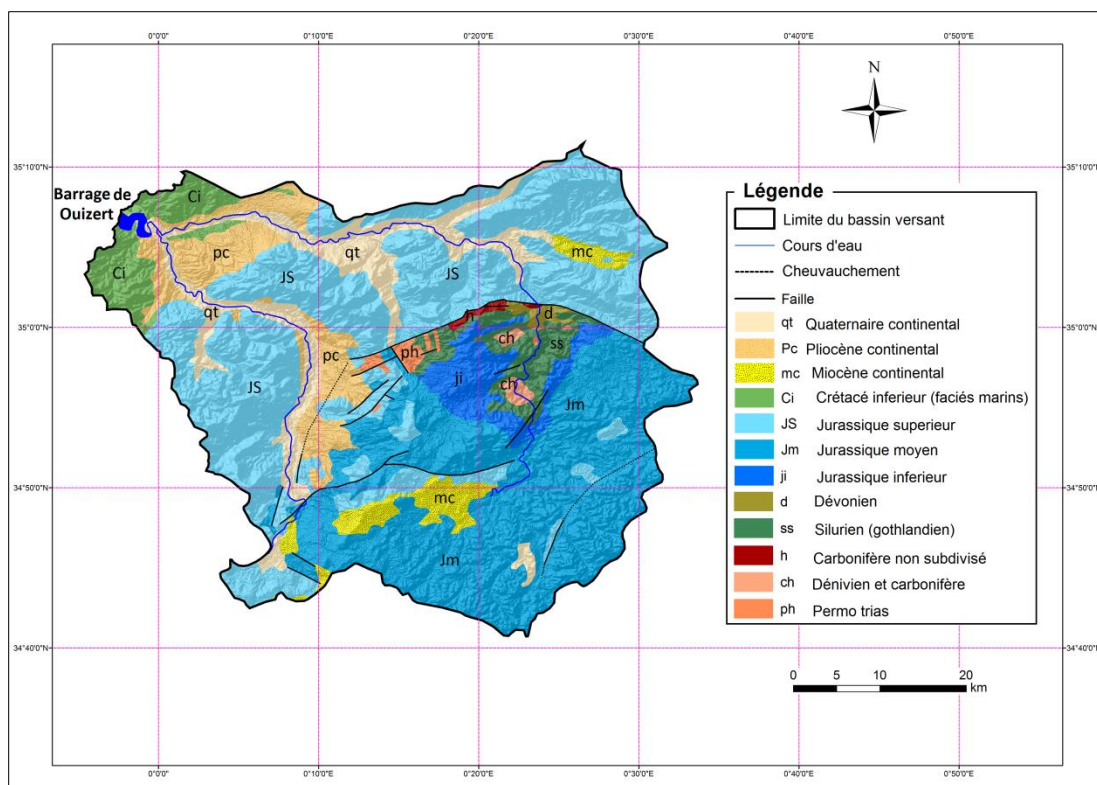 0°0'0" 0°10'0"E 0°20'0"E 0°30'0"E 0°40'0"E 0°50'0"E
N
35°10'0"N 35°10'0"N
Barrage de
Ouizert
Ci
Ci
pc
qt
JS
JS
mc
qt
JS
pc
ph
h
d
ch
ss
ji
ch
Jm
mc
Jm
35°0'0"N 35°0'0"N
34°50'0"N 34°50'0"N
34°40'0"N 34°40'0"N
Légende
Limite du bassin versant
Cours d'eau
Cheuvauchement
Faille
qt Quaternaire continental
Pc Pliocène continental
mc Miocène continental
Ci Crétacé inferieur (faciés marins)
JS Jurassique superieur
Jm Jurassique moyen
ji Jurassique inferieur
d Dévonien
ss Silurien (gothlandien)
h Carbonifère non subdivisé
ch Dénivien et carbonifère
ph Permo trias
0 5 10 20
km
0°0'0" 0°10'0"E 0°20'0"E 0°30'0"E 0°40'0"E 0°50'0"E